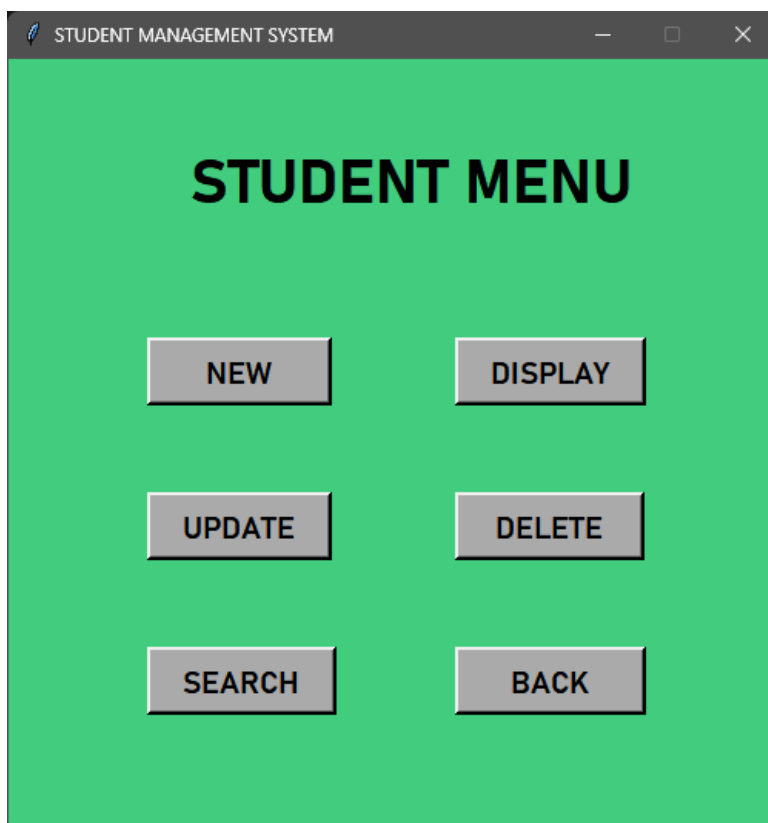 STUDENT MANAGEMENT SYSTEM
STUDENT MENU
NEW
DISPLAY
UPDATE
DELETE
SEARCH
BACK